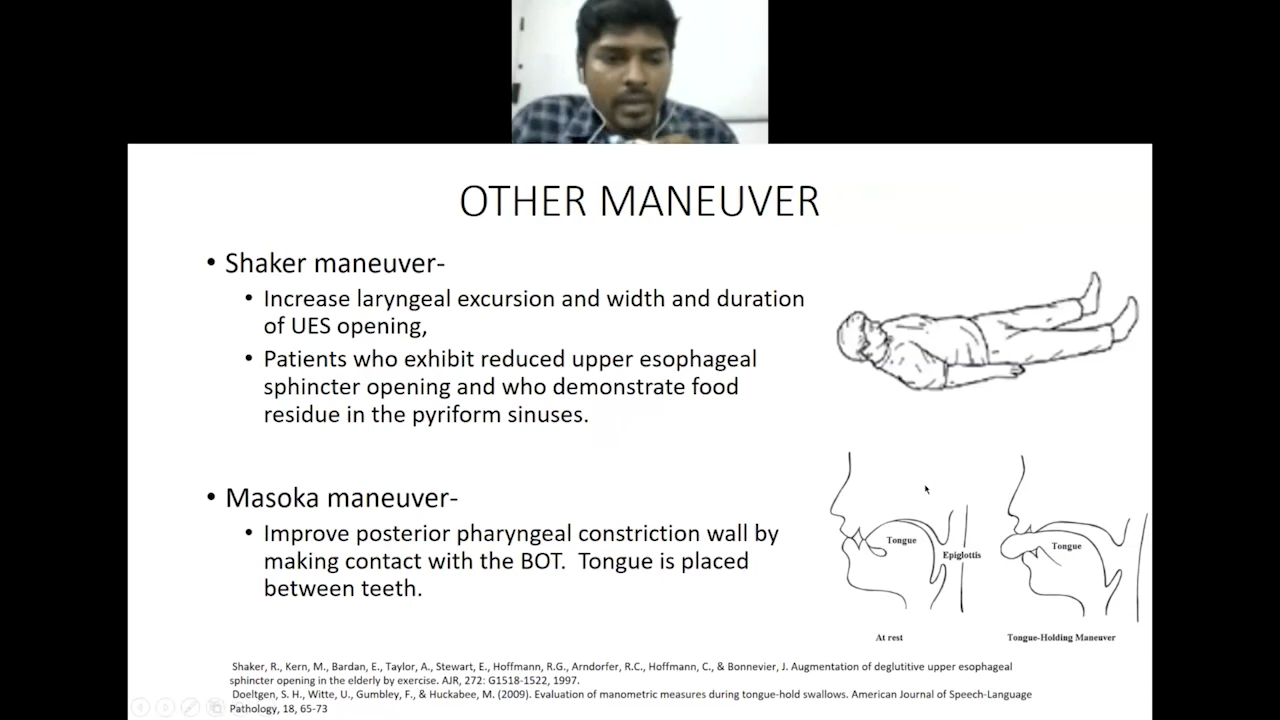 OTHER MANEUVER
• Shaker maneuver-
• Increase laryngeal excursion and width and duration
of UES opening,
• Patients who exhibit reduced upper esophageal
sphincter opening and who demonstrate food
residue in the pyriform sinuses.
• Masoka maneuver-
• Improve posterior pharyngeal constriction wall by
making contact with the BOT. Tongue is placed
between teeth.
Tongue
Epiglottis
At rest
Tongue
Tongue-Holding Maneuver
Shaker, R., Kern, M., Bardan, E., Taylor, A., Stewart, E., Hoffmann, R.G., Arndorfer, R.C., Hoffmann, C., & Bonnevier, J. Augmentation of deglutitive upper esophageal
sphincter opening in the elderly by exercise. AJR, 272: G1518-1522, 1997.
Doeltgen, S. H., Witte, U., Gumbley, F., & Huckabee, M. (2009). Evaluation of manometric measures during tongue-hold swallows. American Journal of Speech-Language
Pathology, 18, 65-73